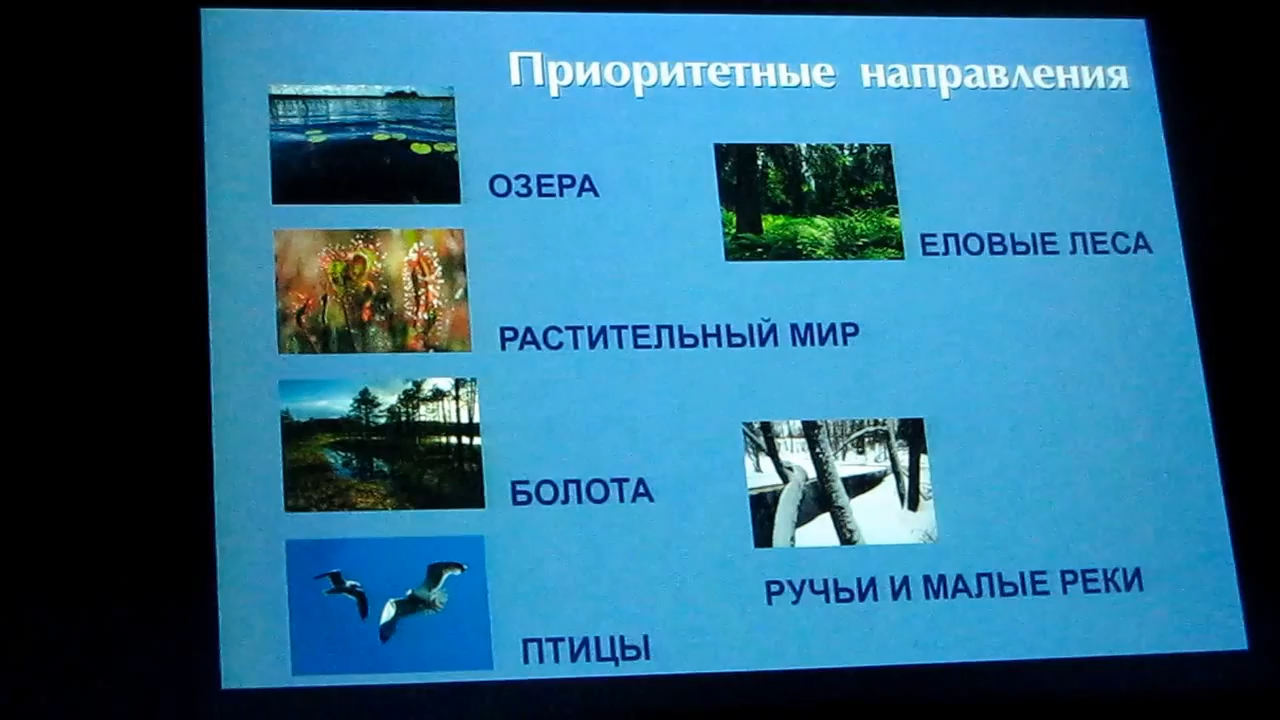 Приоритетные направления
ОЗЕРА
ЕЛОВЫЕ ЛЕСА
РАСТИТЕЛЬНЫЙ МИР
БОЛОТА
РУЧЬИ И МАЛЫЕ РЕКИ
ПТИЦЫ